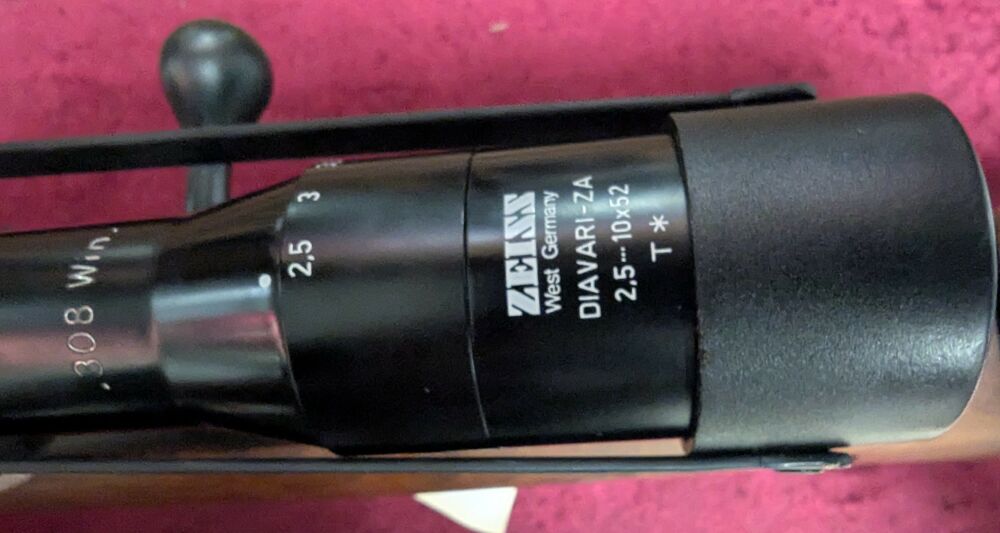 .308 Win.
2,5
3
ZEISS
West Germany
DIAVARI-ZA
2,5...10x52
T*